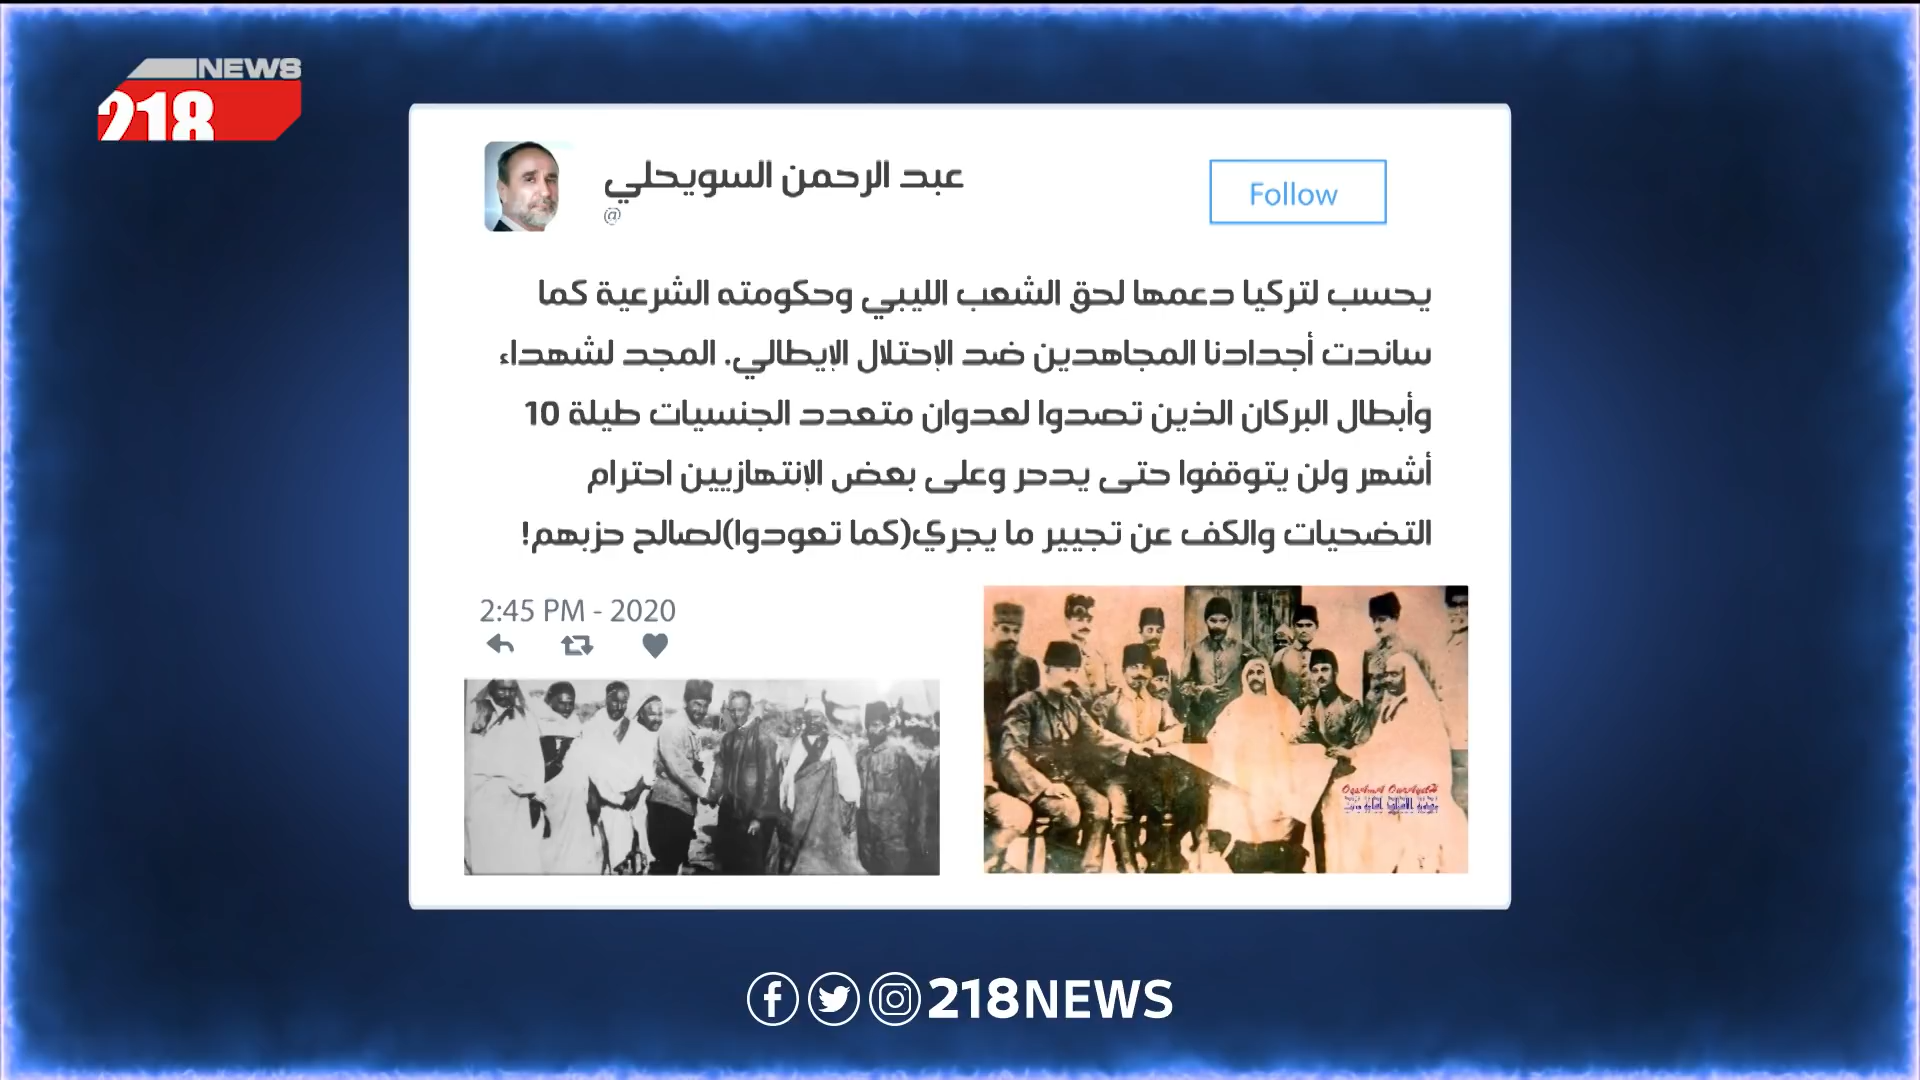 NEWS
218
عبد الرحمن السويحلي
@
Follow
يحسب لتركيا دعمها لحق الشعب الليبي وحكومته الشرعية كما
ساندت أجدادنا المجاهدين ضد الإحتلال الإيطالي. المجد لشهداء
وأبطال البركان الذين تصدوا لعدوان متعدد الجنسيات طيلة 10
أشهر ولن يتوقفوا حتى يدحر وعلى بعض الإنتهازيين احترام
التضحيات والكف عن تجيير ما يجري(كما تعودوا)لصالح حزبهم!
2:45 PM - 2020
218NEWS